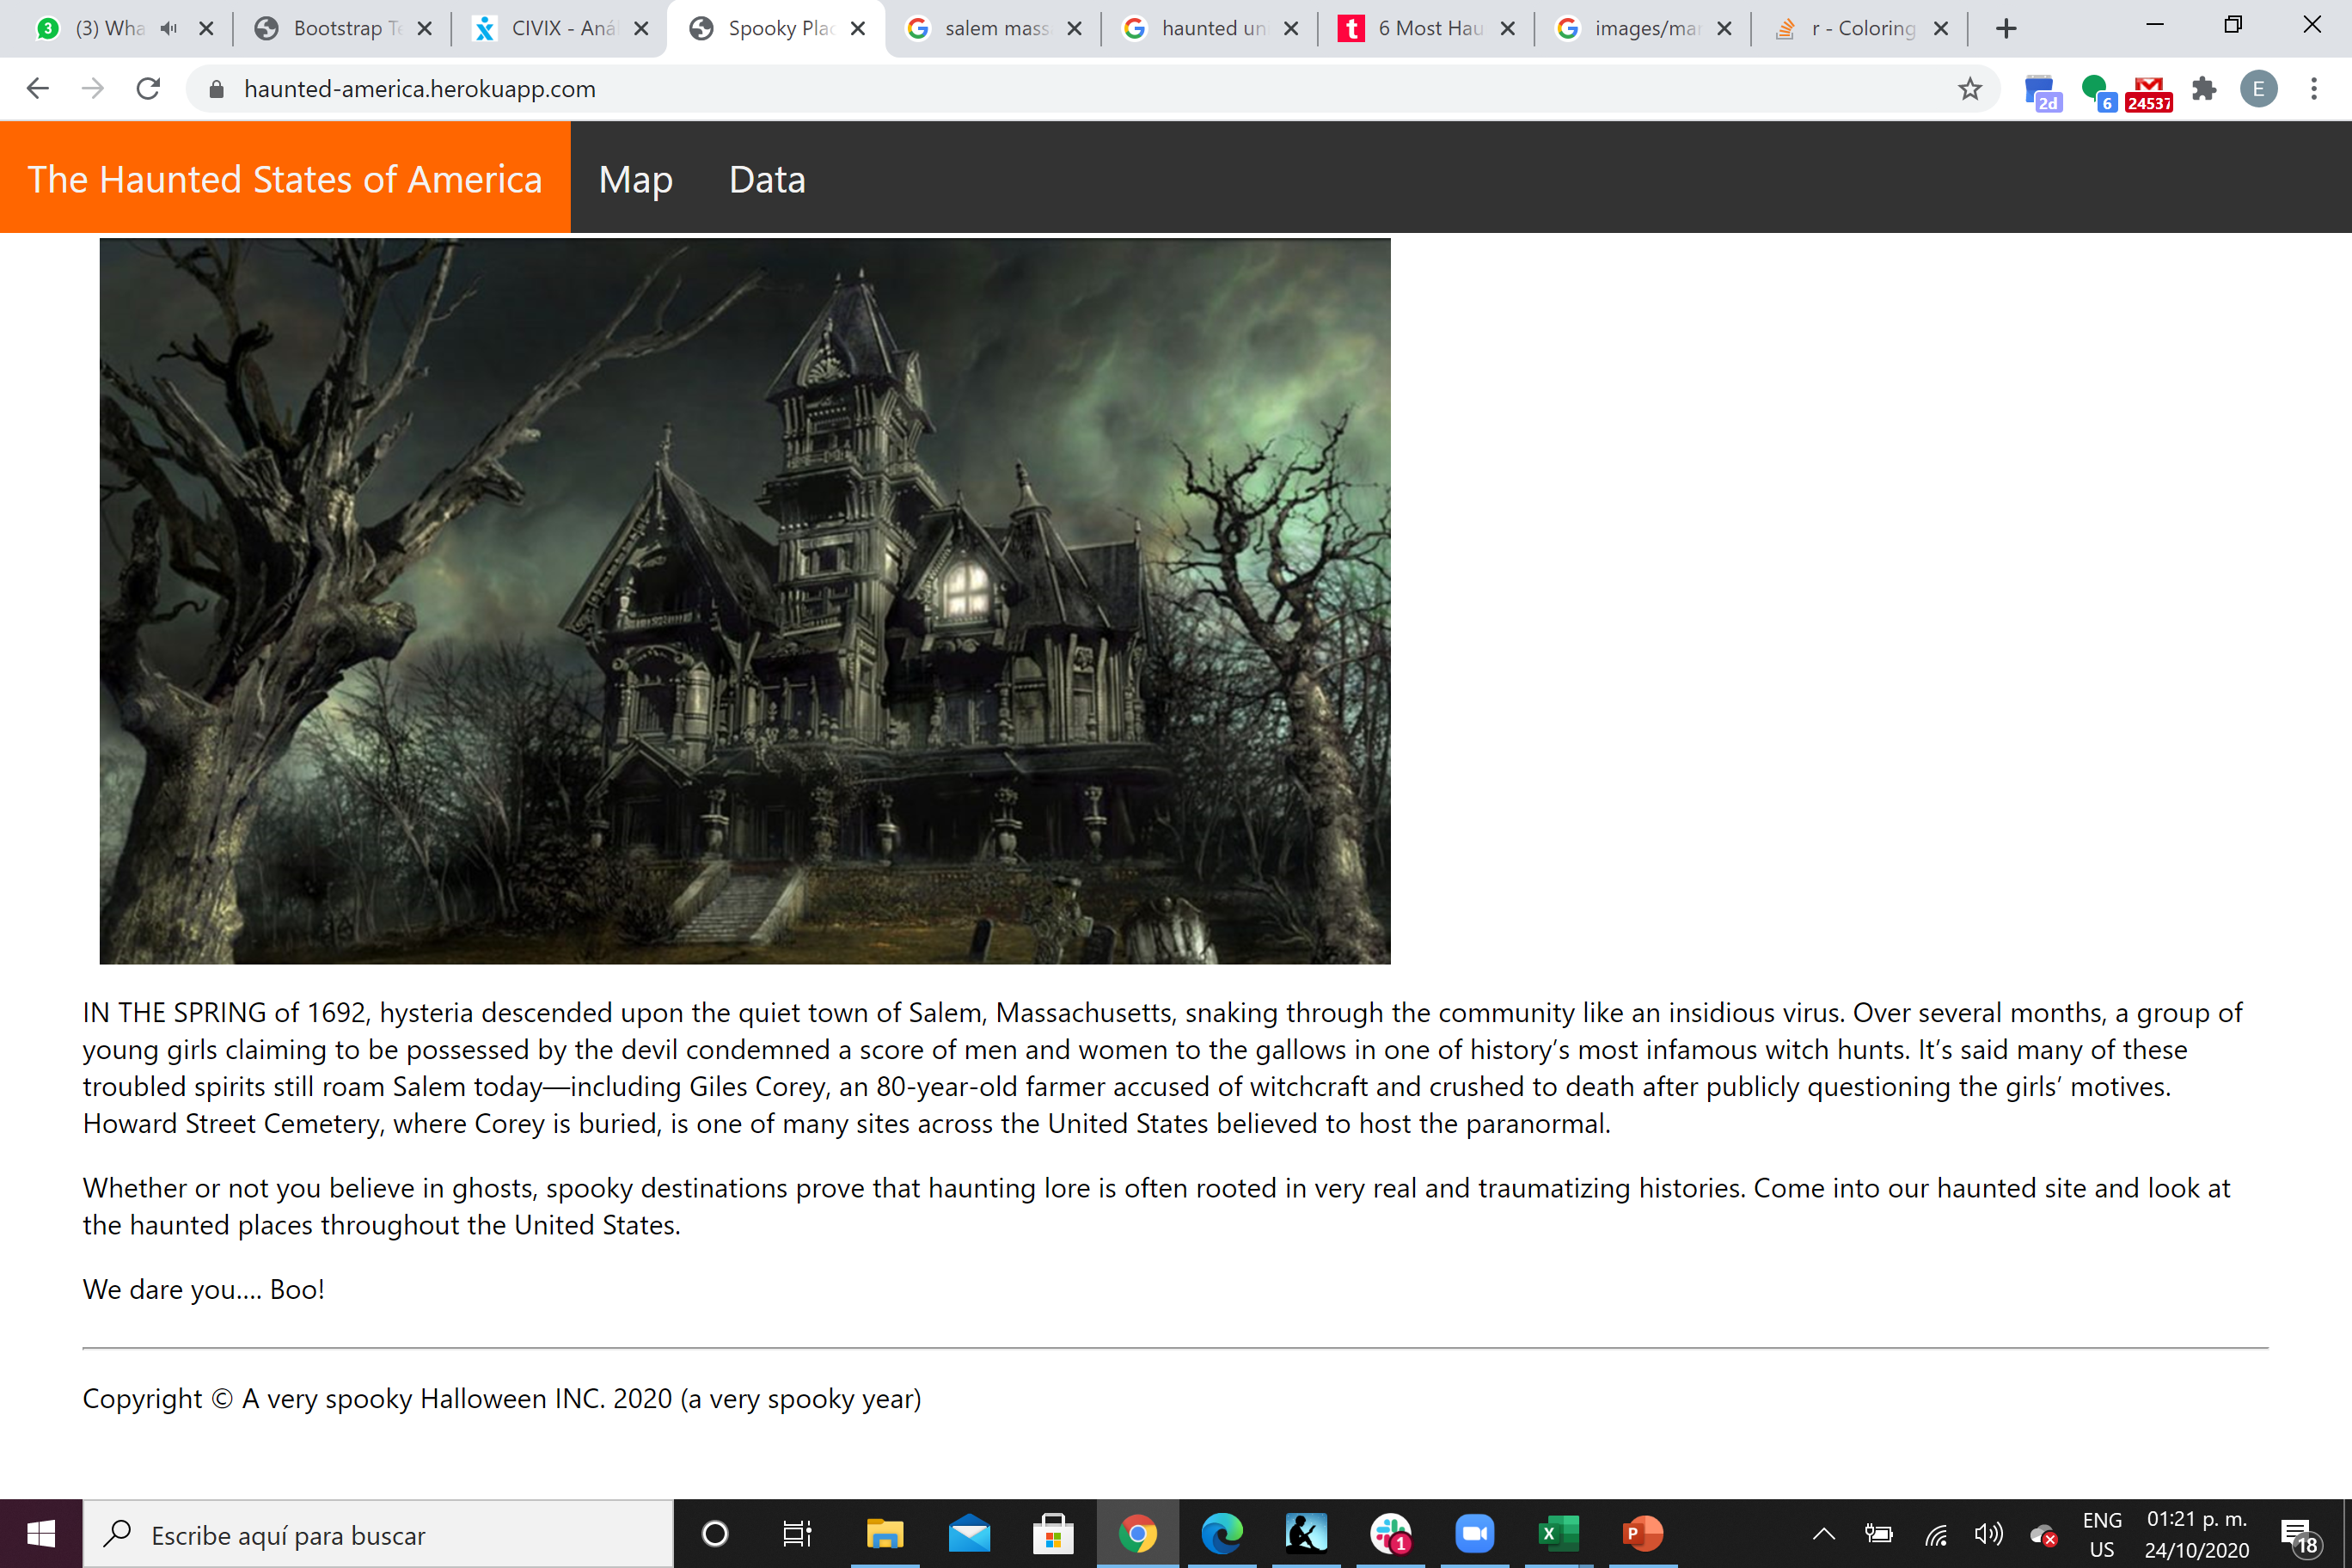 3 (3) Wha Bootstrap Te CIVIX - Aná Spooky Plac salem mass haunted un t 6 Most Hau images/mar r - Coloring
haunted-america.herokuapp.com 2d 6 24537 E
The Haunted States of America Map Data
IN THE SPRING of 1692, hysteria descended upon the quiet town of Salem, Massachusetts, snaking through the community like an insidious virus. Over several months, a group of
young girls claiming to be possessed by the devil condemned a score of men and women to the gallows in one of history’s most infamous witch hunts. It’s said many of these
troubled spirits still roam Salem today—including Giles Corey, an 80-year-old farmer accused of witchcraft and crushed to death after publicly questioning the girls’ motives.
Howard Street Cemetery, where Corey is buried, is one of many sites across the United States believed to host the paranormal.
Whether or not you believe in ghosts, spooky destinations prove that haunting lore is often rooted in very real and traumatizing histories. Come into our haunted site and look at
the haunted places throughout the United States.
We dare you.... Boo!
Copyright © A very spooky Halloween INC. 2020 (a very spooky year)
Escribe aquí para buscar 1 X P ENG 01:21 p. m.
US 24/10/2020 18